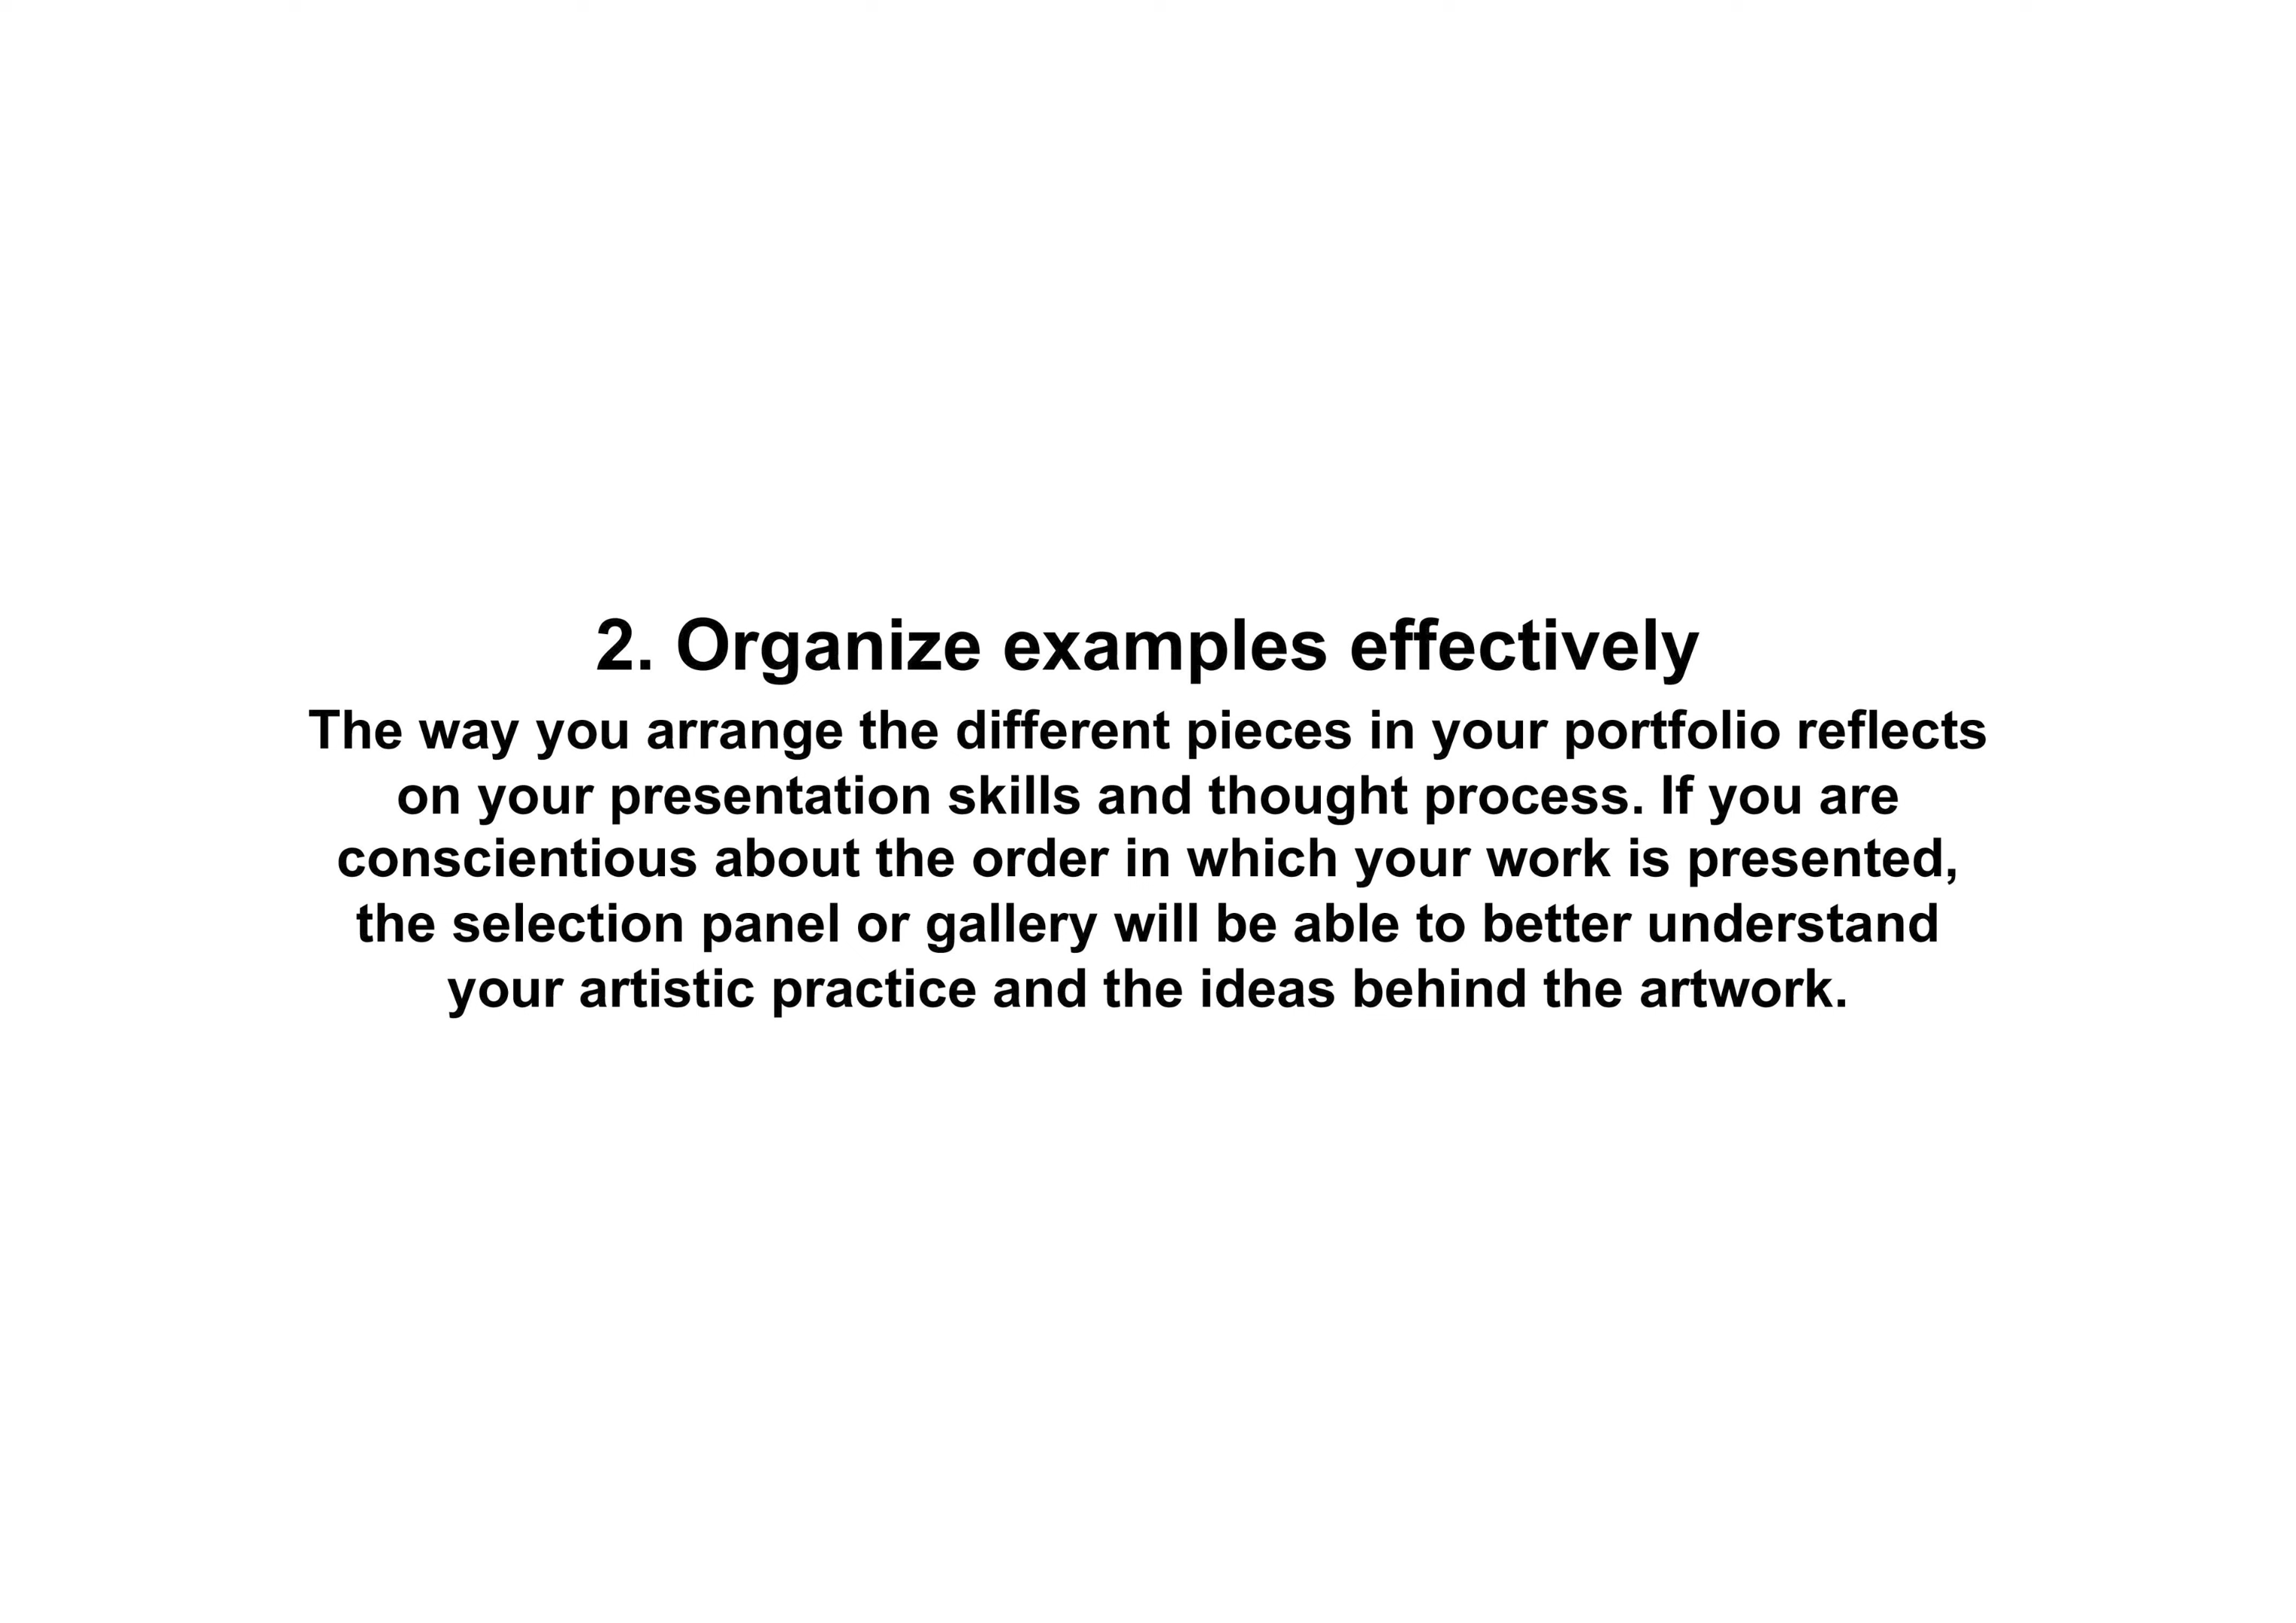 2. Organize examples effectively
The way you arrange the different pieces in your portfolio reflects
on your presentation skills and thought process. If you are
conscientious about the order in which your work is presented,
the selection panel or gallery will be able to better understand
your artistic practice and the ideas behind the artwork.